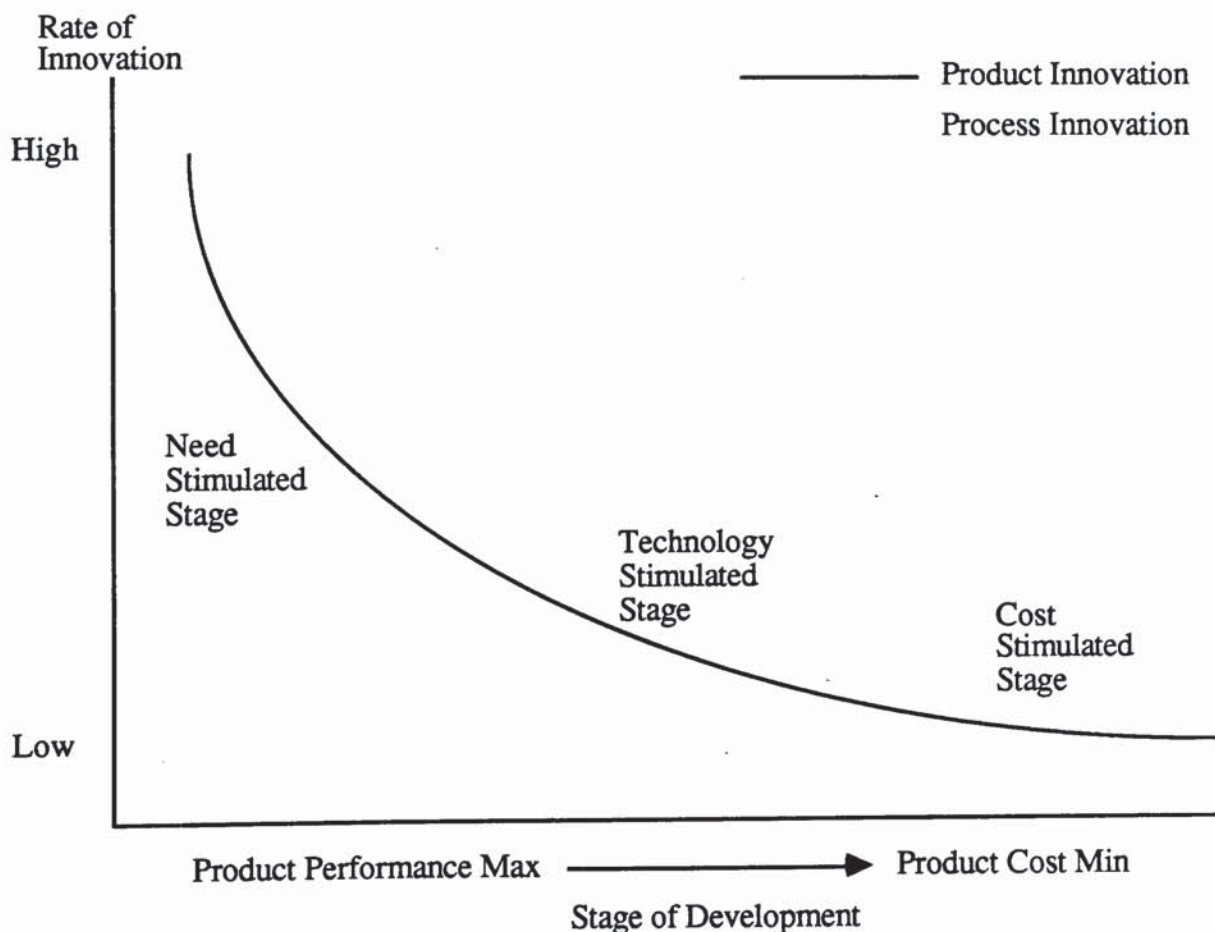 Rate of
Innovation
Product Innovation
Process Innovation
High
Need
Stimulated
Stage
Technology
Stimulated
Stage
Cost
Stimulated
Stage
Low
Product Performance Max
Product Cost Min
Stage of Development